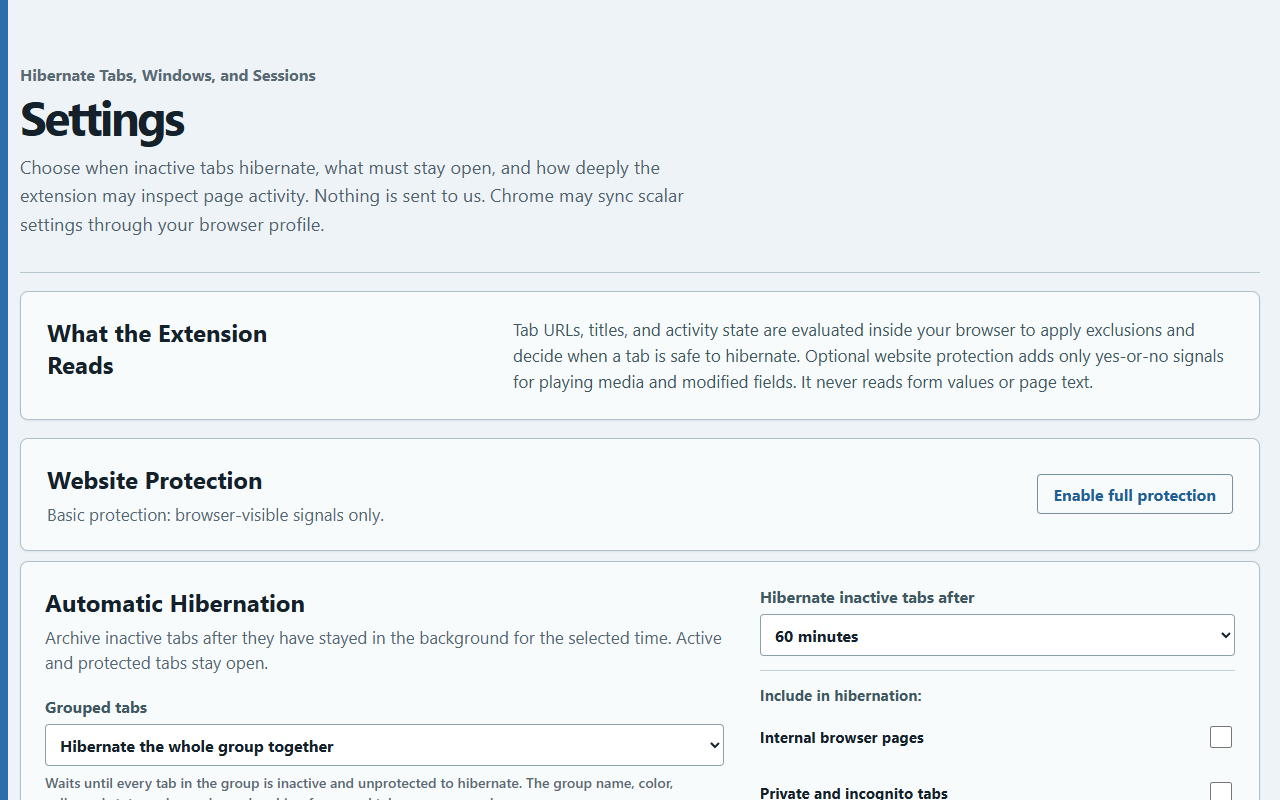 Hibernate Tabs, Windows, and Sessions
Settings
Choose when inactive tabs hibernate, what must stay open, and how deeply the
extension may inspect page activity. Nothing is sent to us. Chrome may sync scalar
settings through your browser profile.
What the Extension
Reads
Tab URLs, titles, and activity state are evaluated inside your browser to apply exclusions and
decide when a tab is safe to hibernate. Optional website protection adds only yes-or-no signals
for playing media and modified fields. It never reads form values or page text.
Website Protection
Basic protection: browser-visible signals only.
Enable full protection
Automatic Hibernation
Archive inactive tabs after they have stayed in the background for the selected time. Active
and protected tabs stay open.
Grouped tabs
Hibernate the whole group together
Waits until every tab in the group is inactive and unprotected to hibernate. The group name, color,
Hibernate inactive tabs after
60 minutes
Include in hibernation:
Internal browser pages
Private and incognito tabs